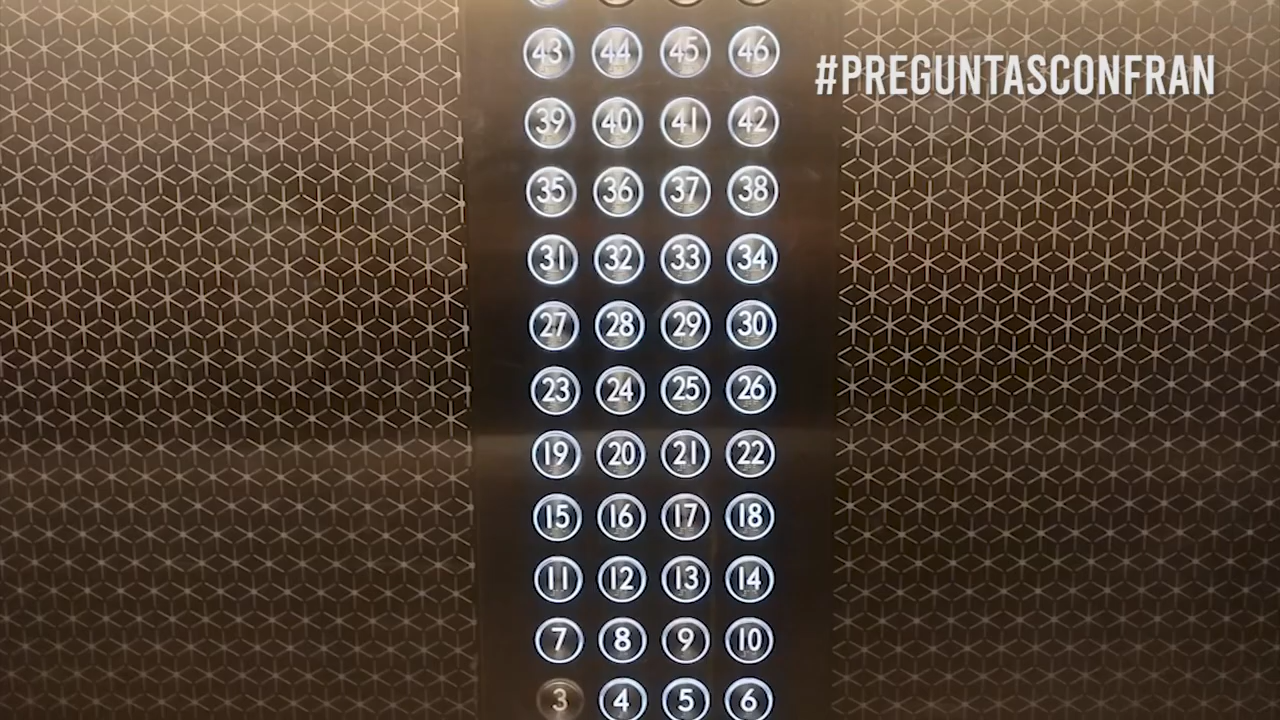 #PREGUNTASCONFRAN
43 44 45 46
39 40 41 42
35 36 37 38
31 32 33 34
27 28 29 30
23 24 25 26
19 20 21 22
15 16 17 18
11 12 13 14
7 8 9 10
3 4 5 6